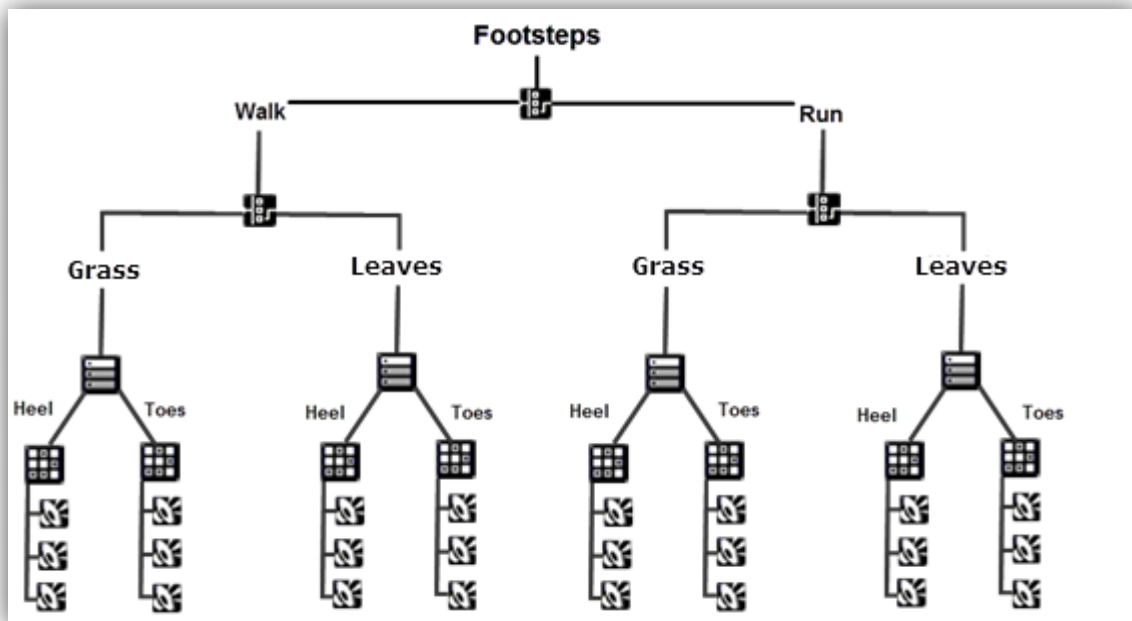 Footsteps
Walk
Run
Grass
Leaves
Grass
Leaves
Heel
Toes
Heel
Toes
Heel
Toes
Heel
Toes